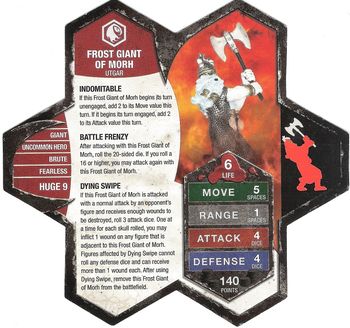 FROST GIANT
OF MORH
UTGAR
INDOMITABLE
If this Frost Giant of Morh begins its turn
unengaged, add 2 to its Move value this
turn. If it begins its turn engaged, add 2
to its Attack value this turn.
BATTLE FRENZY
After attacking with this Frost Giant of
Morh, roll the 20-sided die. If you roll a
16 or higher, you may attack again with
this Frost Giant of Morh.
DYING SWIPE
If this Frost Giant of Morh is attacked
with a normal attack by an opponent's
figure and receives enough wounds to
be destroyed, roll 3 attack dice. One at
a time for each skull rolled, you may
inflict 1 wound on any figure that is
adjacent to this Frost Giant of Morh.
Figures affected by Dying Swipe cannot
roll any defense dice and can receive
more than 1 wound each. After using
Dying Swipe, remove this Frost Giant
of Morh from the battlefield.
GIANT
UNCOMMON HERO
BRUTE
FEARLESS
HUGE 9
6
LIFE
MOVE 5
SPACES
RANGE 1
SPACES
ATTACK 4
DICE
DEFENSE 4
DICE
140
POINTS